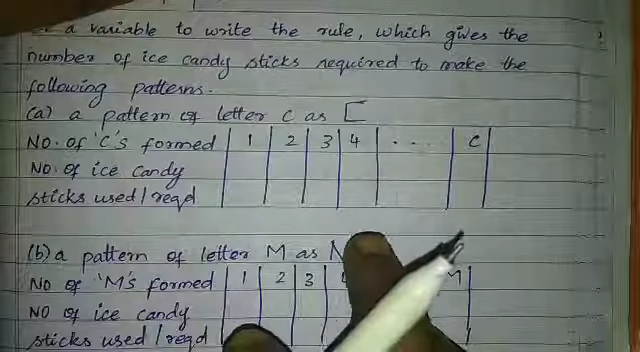 a variable to write the rule, which gives the
number of ice candy sticks required to make the
following patterns.
(a) a pattern of letter C as [
No. of 'C's formed | 1 | 2 | 3 | 4 | . . . . | C |
No. of ice candy
sticks used / reqd
(b) a pattern of letter M as
No of 'M's formed | 1 | 2 | 3 | M |
No of ice candy
sticks used / reqd